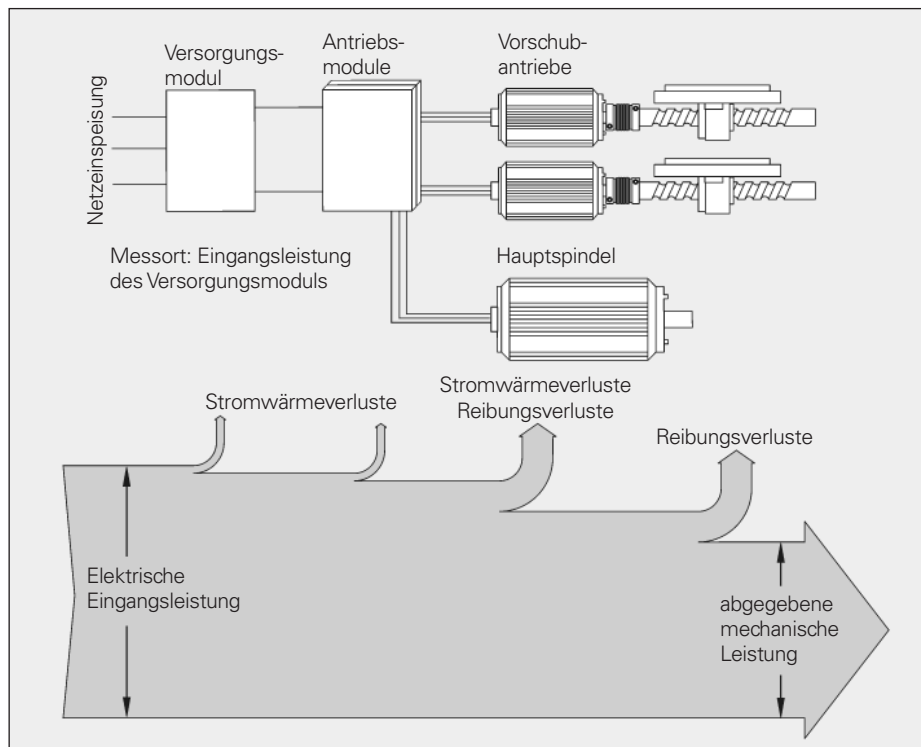 Versorgungs-
modul
Antriebs-
module
Vorschub-
antriebe
Netzeinspeisung
Messort: Eingangsleistung
des Versorgungsmoduls
Hauptspindel
Stromwärmeverluste
Stromwärmeverluste
Reibungsverluste
Reibungsverluste
Elektrische
Eingangsleistung
abgegebene
mechanische
Leistung